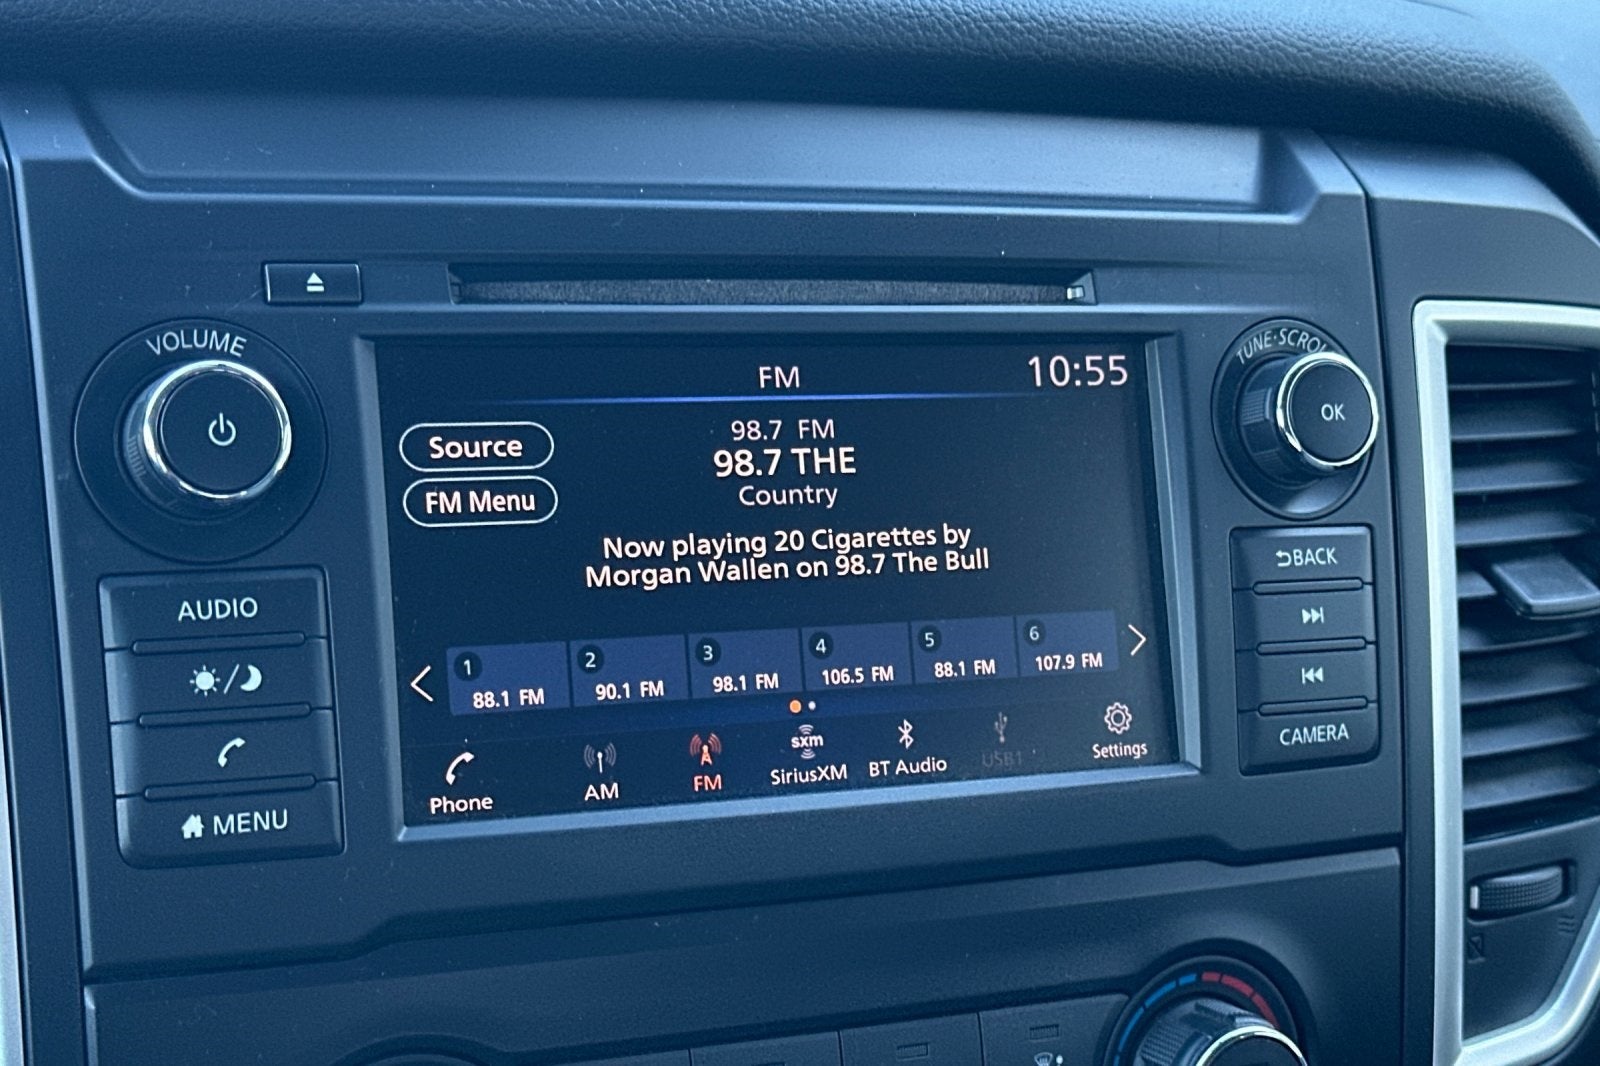 VOLUME
FM
10:55
TUNE·SCROLL
OK
Source
FM Menu
98.7 FM
98.7 THE
Country
Now playing 20 Cigarettes by
Morgan Wallen on 98.7 The Bull
1 88.1 FM
2 90.1 FM
3 98.1 FM
4 106.5 FM
5 88.1 FM
6 107.9 FM
Phone
AM
FM
sxm
SiriusXM
BT Audio
USB1
Settings
AUDIO
MENU
BACK
CAMERA